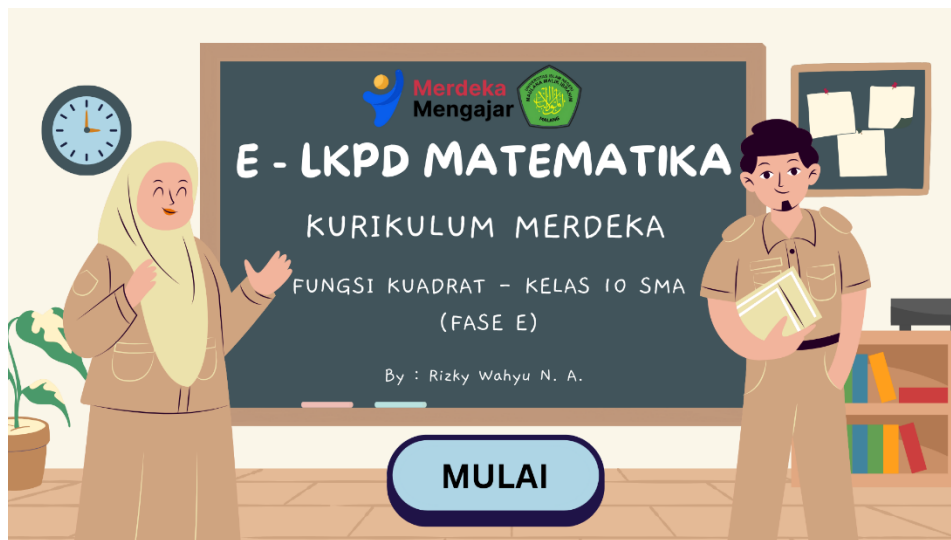 Merdeka
Mengajar
E - LKPD MATEMATIKA
KURIKULUM MERDEKA
FUNGSI KUADRAT - KELAS 10 SMA
(FASE E)
By : Rizky Wahyu N. A.
MULAI